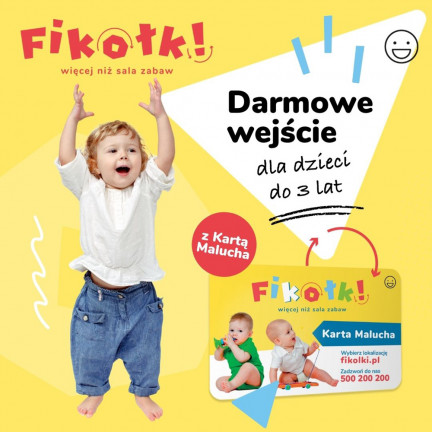 Fikołki!
więcej niż sala zabaw
Darmowe
wejście
dla dzieci
do 3 lat
z Kartą
Malucha
Fikołki!
więcej niż sala zabaw
Karta Malucha
Wybierz lokalizację
fikolki.pl
Zadzwoń do nas
500 200 200